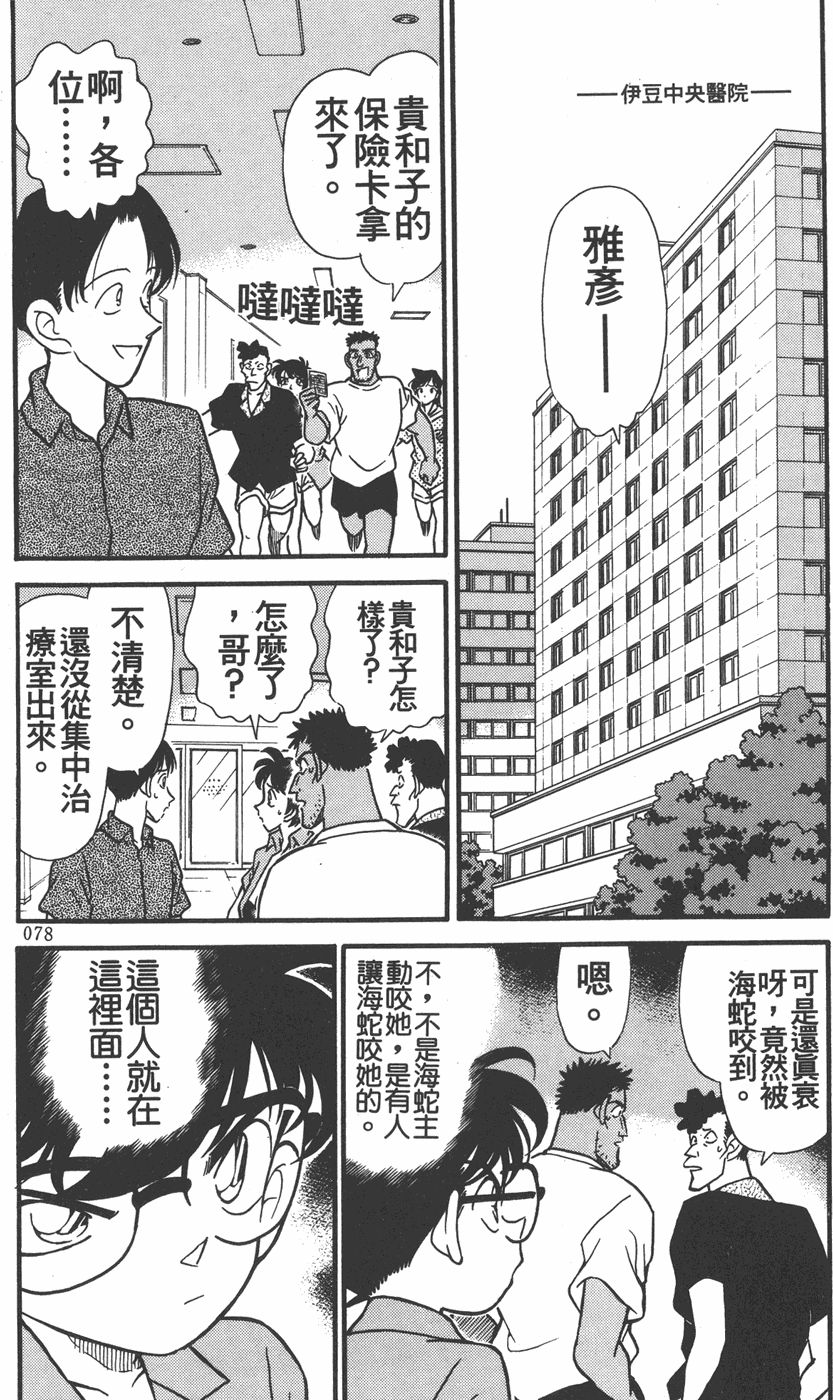 ——伊豆中央醫院——
雅彥——
貴和子的
保險卡拿
來了。
噠噠噠
啊，各
位……
貴和子怎
樣了？
怎麼了
，哥？
不清楚。
還沒從集中治
療室出來。
078
可是還眞衰
呀，竟然被
海蛇咬到。
嗯。
不，不是海蛇主
動咬她，是有人
讓海蛇咬她的。
這個人就在
這裡面……